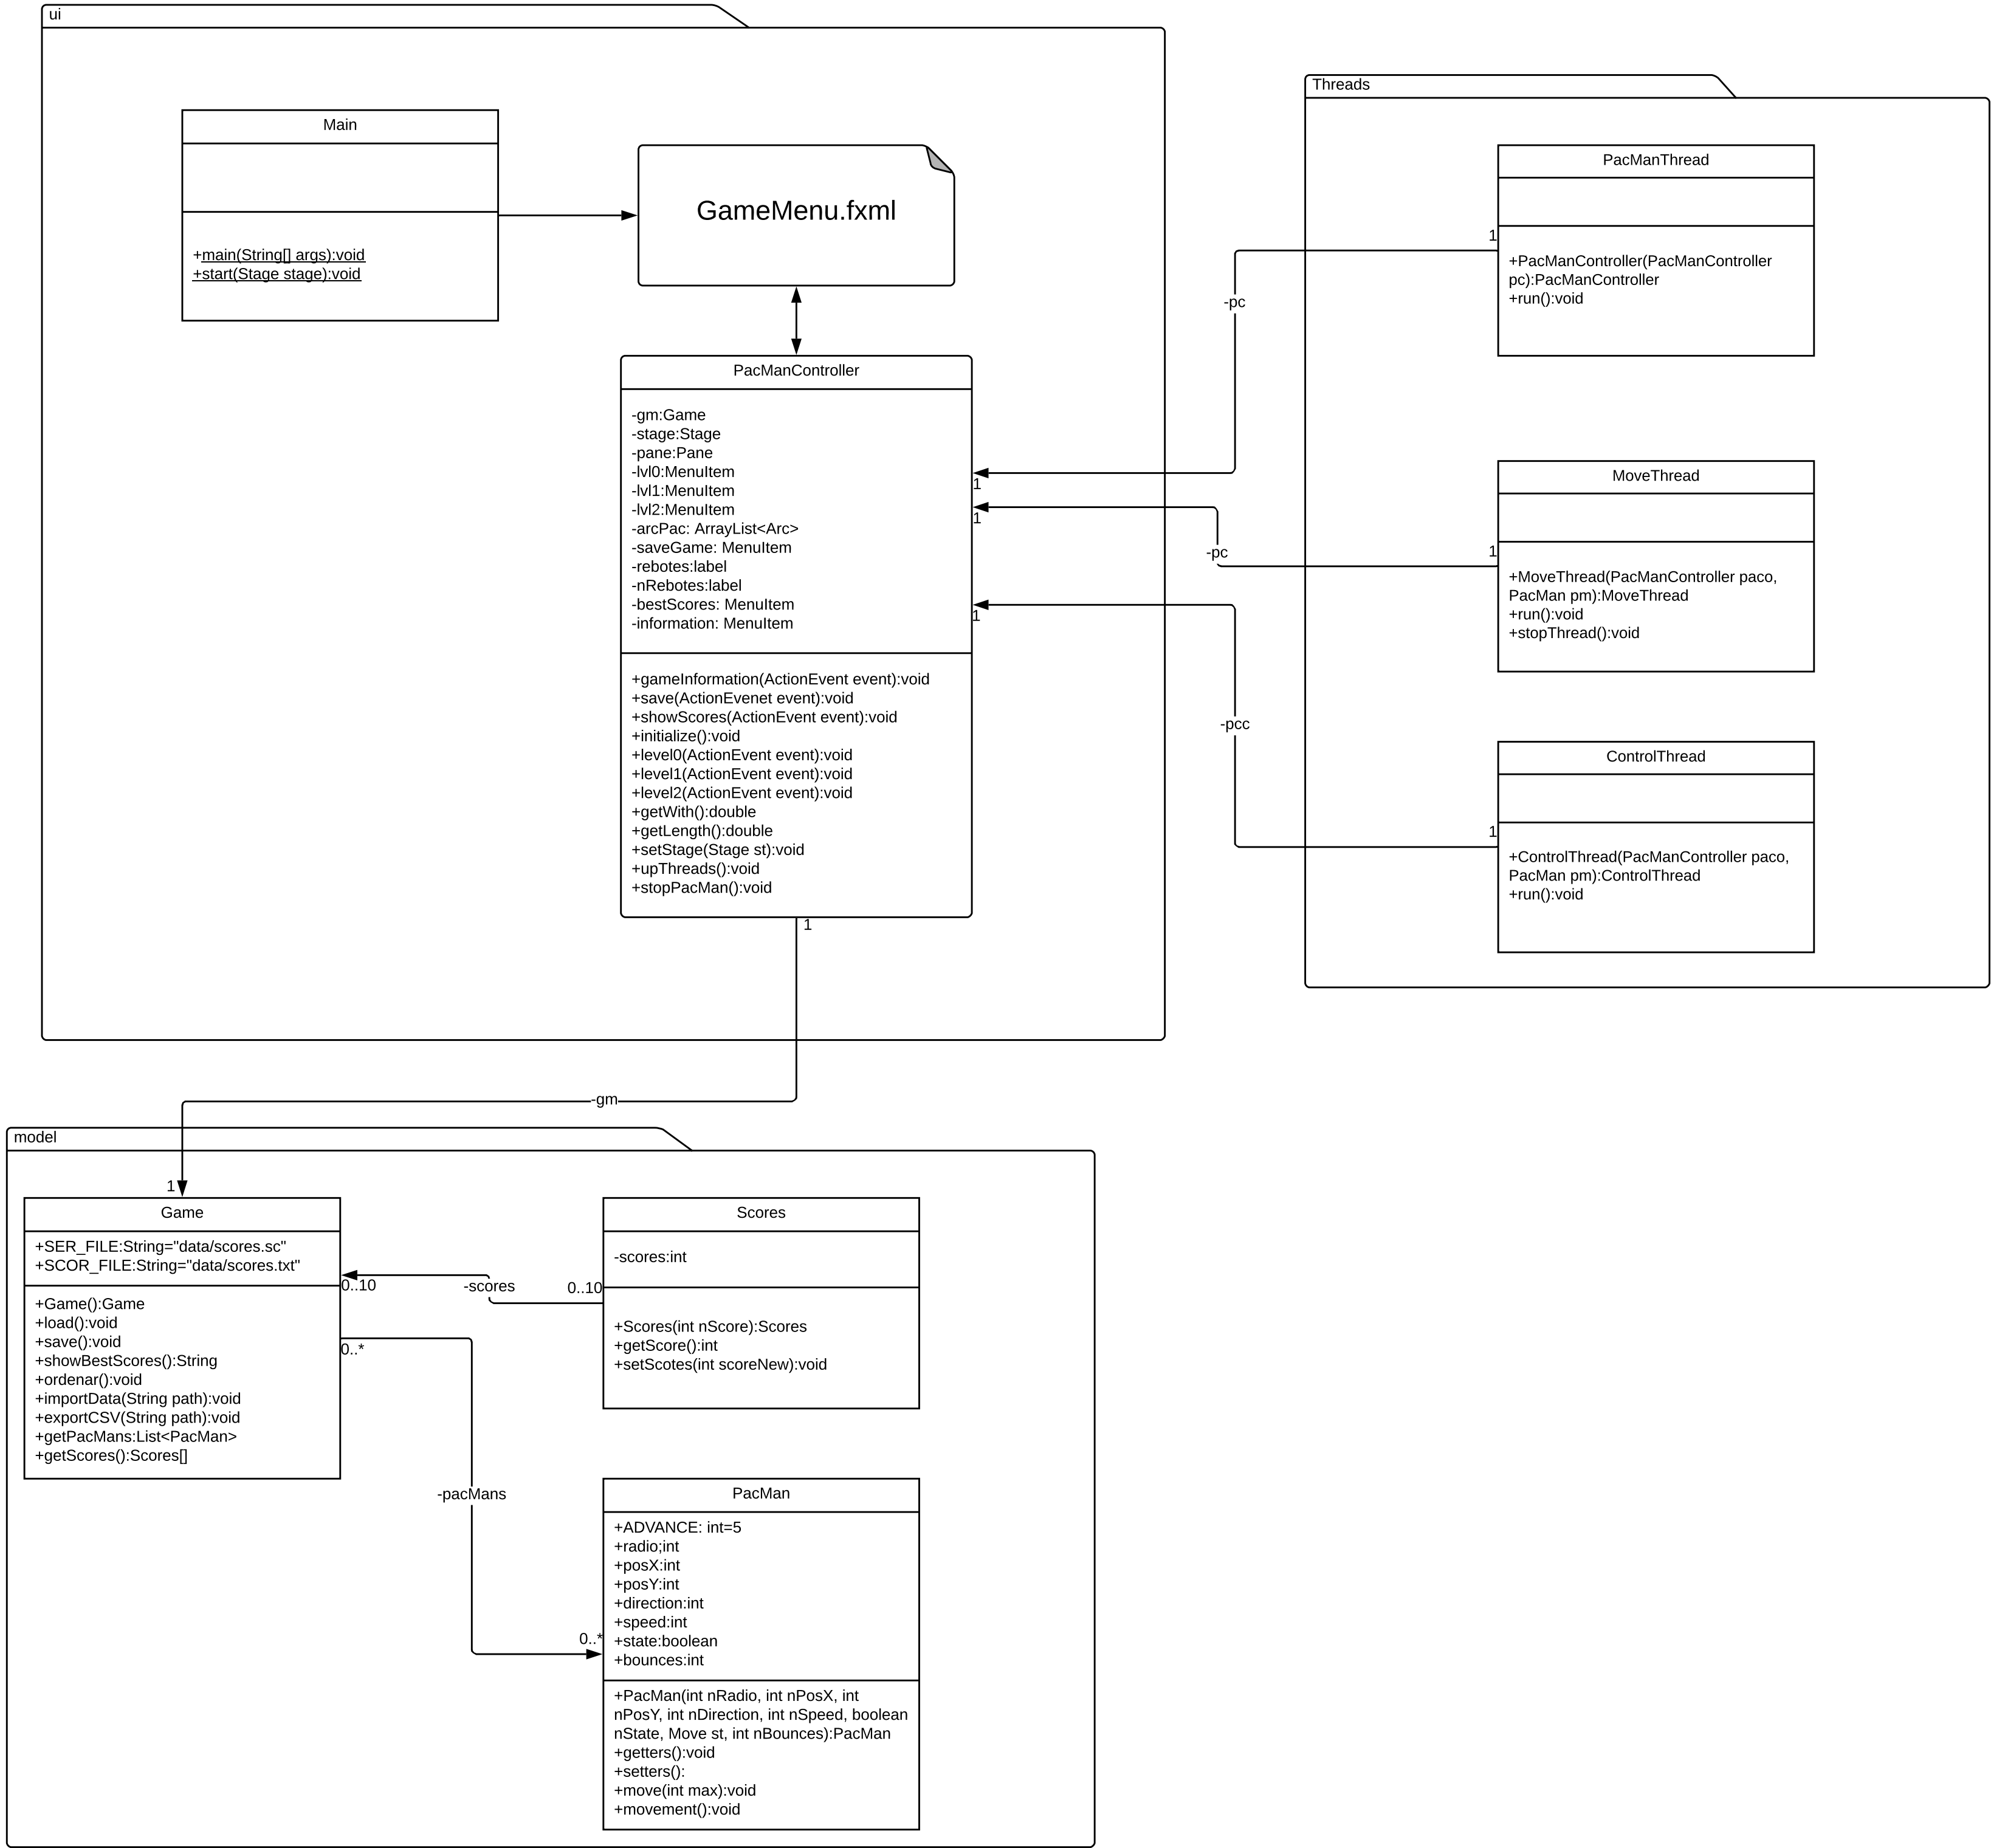 ui
Main
+main(String[] args):void
+start(Stage stage):void
GameMenu.fxml
PacManController
-gm:Game
-stage:Stage
-pane:Pane
-lvl0:MenuItem
-lvl1:MenuItem
-lvl2:MenuItem
-arcPac: ArrayList<Arc>
-saveGame: MenuItem
-rebotes:label
-nRebotes:label
-bestScores: MenuItem
-information: MenuItem
+gameInformation(ActionEvent event):void
+save(ActionEvenet event):void
+showScores(ActionEvent event):void
+initialize():void
+level0(ActionEvent event):void
+level1(ActionEvent event):void
+level2(ActionEvent event):void
+getWith():double
+getLength():double
+setStage(Stage st):void
+upThreads():void
+stopPacMan():void
1
1
1
1
-pc
-pc
-pcc
Threads
1
PacManThread
+PacManController(PacManController
pc):PacManController
+run():void
1
MoveThread
+MoveThread(PacManController paco,
PacMan pm):MoveThread
+run():void
+stopThread():void
1
ControlThread
+ControlThread(PacManController paco,
PacMan pm):ControlThread
+run():void
-gm
model
1
Game
+SER_FILE:String="data/scores.sc"
+SCOR_FILE:String="data/scores.txt"
+Game():Game
+load():void
+save():void
+showBestScores():String
+ordenar():void
+importData(String path):void
+exportCSV(String path):void
+getPacMans:List<PacMan>
+getScores():Scores[]
0..10
-scores
0..10
0..*
-pacMans
0..*
Scores
-scores:int
+Scores(int nScore):Scores
+getScore():int
+setScotes(int scoreNew):void
PacMan
+ADVANCE: int=5
+radio;int
+posX:int
+posY:int
+direction:int
+speed:int
+state:boolean
+bounces:int
+PacMan(int nRadio, int nPosX, int
nPosY, int nDirection, int nSpeed, boolean
nState, Move st, int nBounces):PacMan
+getters():void
+setters():
+move(int max):void
+movement():void